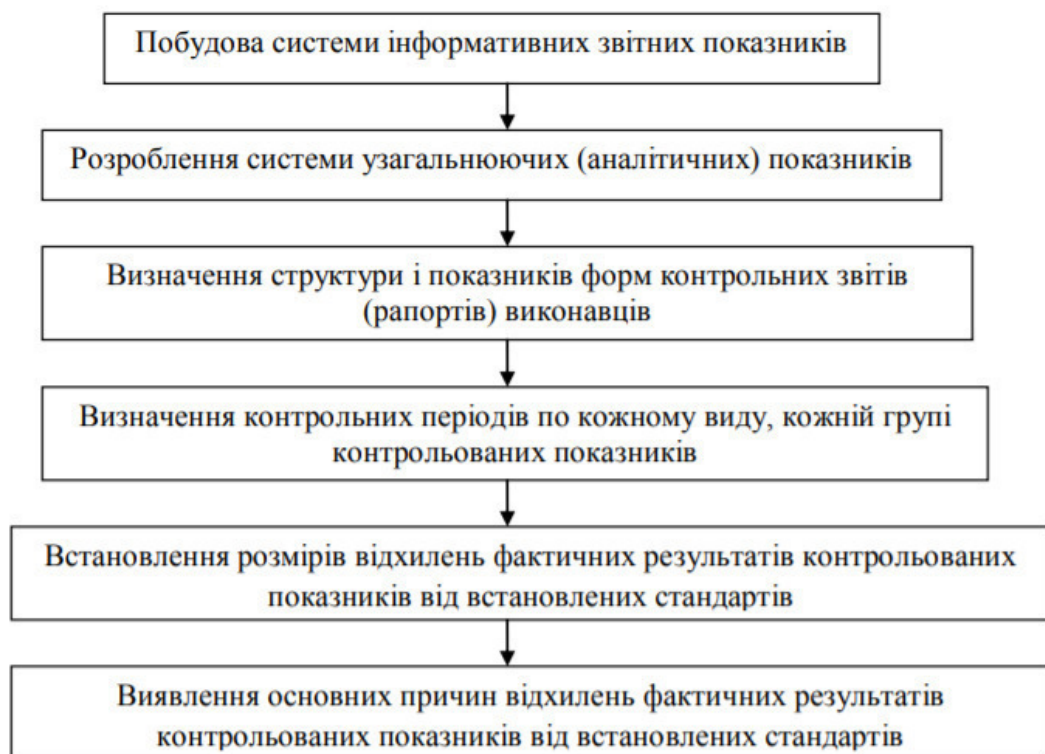 Побудова системи інформативних звітних показників
Розроблення системи узагальнюючих (аналітичних) показників
Визначення структури і показників форм контрольних звітів
(рапортів) виконавців
Визначення контрольних періодів по кожному виду, кожній групі
контрольованих показників
Встановлення розмірів відхилень фактичних результатів контрольованих
показників від встановлених стандартів
Виявлення основних причин відхилень фактичних результатів
контрольованих показників від встановлених стандартів